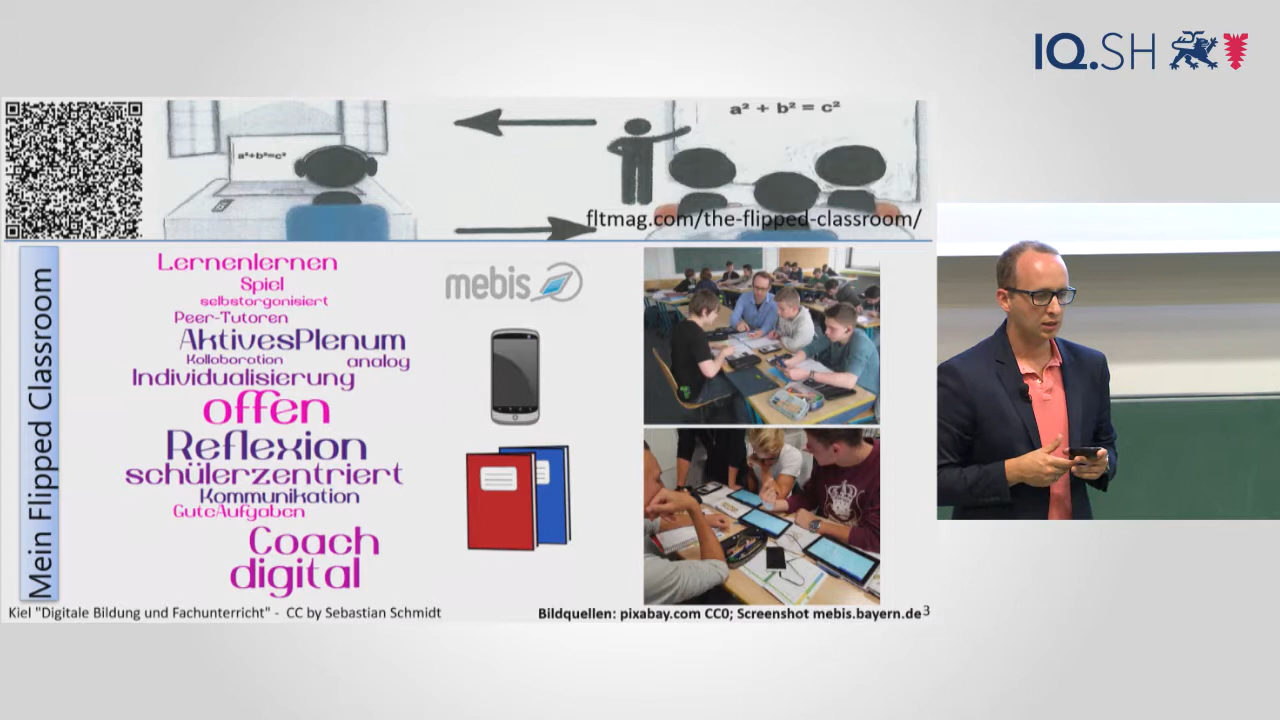 IQ.SH
a²+b²=c²
a² + b² = c²
fltmag.com/the-flipped-classroom/
Mein Flipped Classroom
Lernenlernen
Spiel
selbstorganisiert
Peer-Tutoren
AktivesPlenum
Kollaboration
analog
Individualisierung
offen
Reflexion
schülerzentriert
Kommunikation
GuteAufgaben
Coach
digital
mebis
Kiel "Digitale Bildung und Fachunterricht" - CC by Sebastian Schmidt
Bildquellen: pixabay.com CC0; Screenshot mebis.bayern.de
3